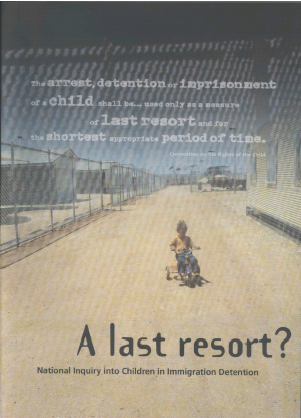 The arrest, detention or imprisonment
of a child shall be... used only as a measure
of last resort and for
the shortest appropriate period of time.
Convention on the Rights of the Child
A last resort?
National Inquiry into Children in Immigration Detention